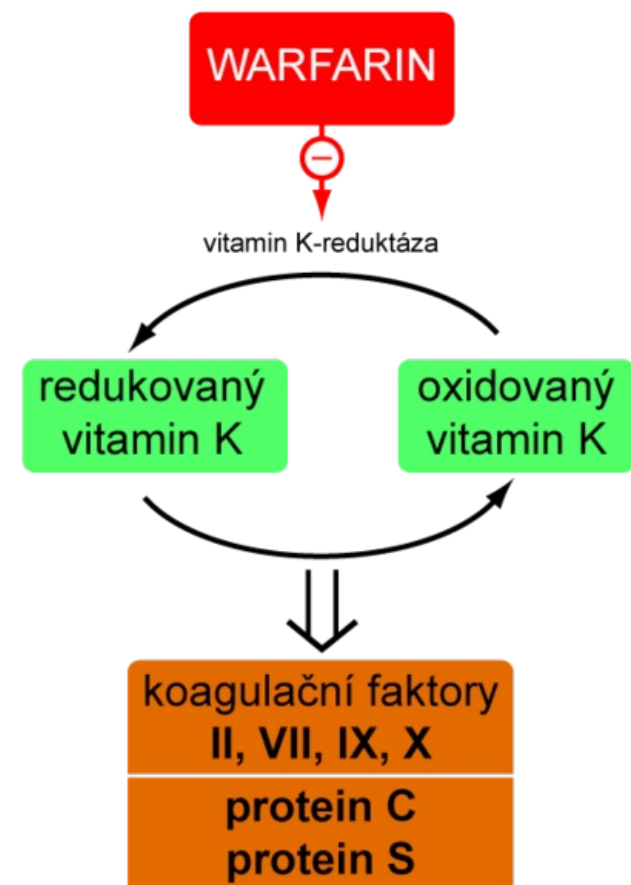 WARFARIN
−
vitamin K-reduktáza
redukovaný
vitamin K
oxidovaný
vitamin K
koagulační faktory
II, VII, IX, X
protein C
protein S